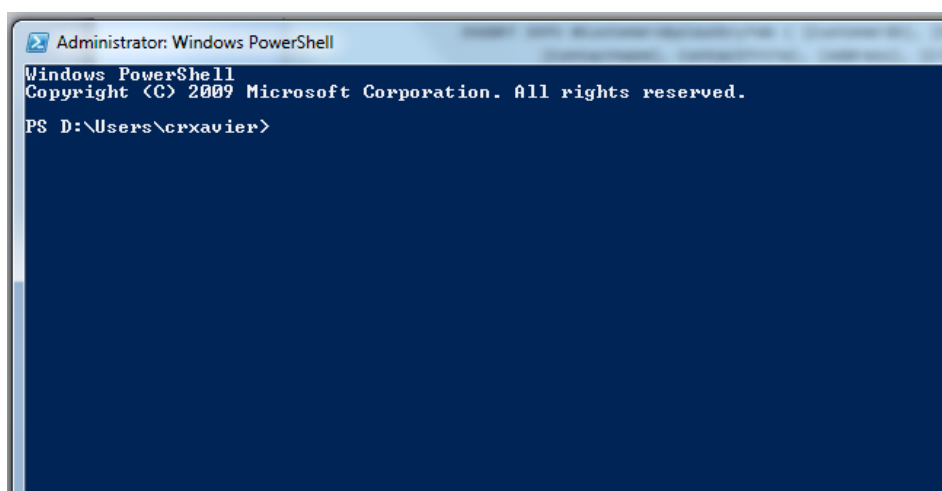 Administrator: Windows PowerShell
Windows PowerShell
Copyright (C) 2009 Microsoft Corporation. All rights reserved.
PS D:\Users\crxavier>